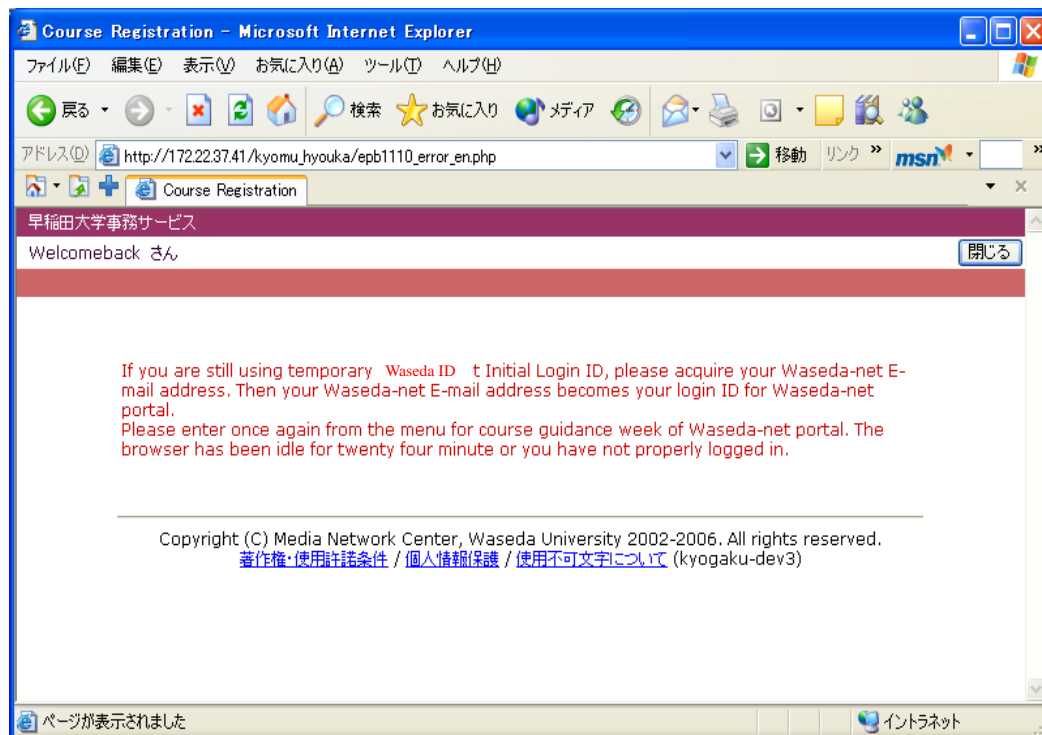 Course Registration - Microsoft Internet Explorer
ファイル(F) 編集(E) 表示(V) お気に入り(A) ツール(T) ヘルプ(H)
戻る 検索 お気に入り メディア
アドレス(D) http://172.22.37.41/kyomu_hyouka/epb1110_error_en.php 移動 リンク » msn »
Course Registration
早稲田大学事務サービス
Welcomeback さん 閉じる
If you are still using temporary Waseda ID t Initial Login ID, please acquire your Waseda-net E-
mail address. Then your Waseda-net E-mail address becomes your login ID for Waseda-net
portal.
Please enter once again from the menu for course guidance week of Waseda-net portal. The
browser has been idle for twenty four minute or you have not properly logged in.
Copyright (C) Media Network Center, Waseda University 2002-2006. All rights reserved.
著作権・使用許諾条件 / 個人情報保護 / 使用不可文字について (kyogaku-dev3)
ページが表示されました イントラネット